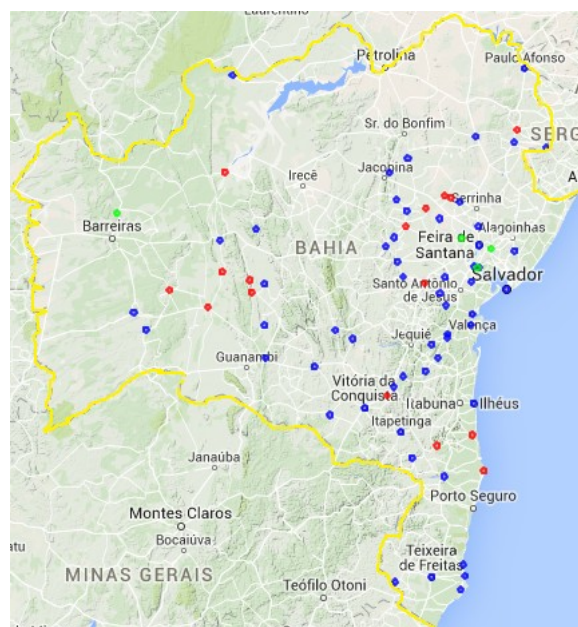 Laurentino
Petrolina
Paulo Afonso
Sr. do Bonfim
SERG
Jacobina
Irecê
Serrinha
A
Barreiras
BAHIA
Feira de
Santana
Alagoinhas
Salvador
Santo Antônio
de Jesus
Jequié
Valença
Guanambi
Vitória da
Conquista
Itabuna
Ilhéus
Itapetinga
Janaúba
Porto Seguro
Montes Claros
Bocaiúva
atu
Teixeira
de Freitas
MINAS GERAIS
Teófilo Otoni